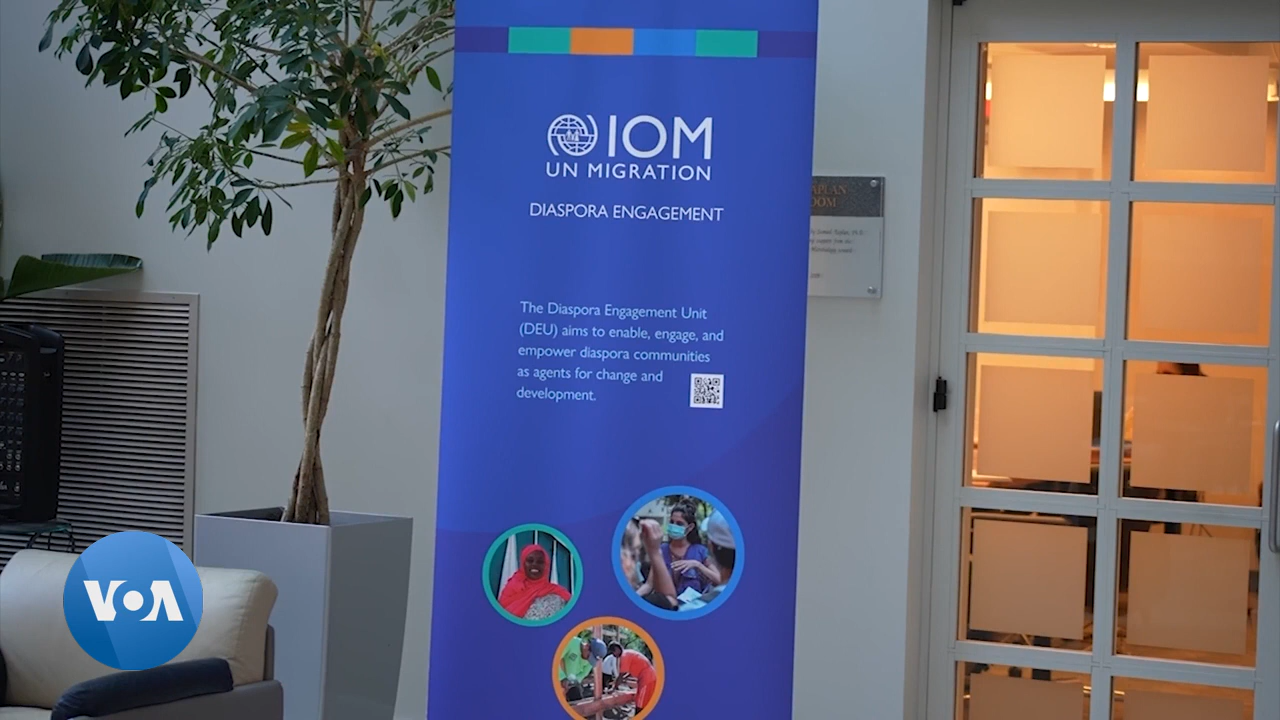 IOM
UN MIGRATION
DIASPORA ENGAGEMENT
The Diaspora Engagement Unit
(DEU) aims to enable, engage, and
empower diaspora communities
as agents for change and
development.
VOA